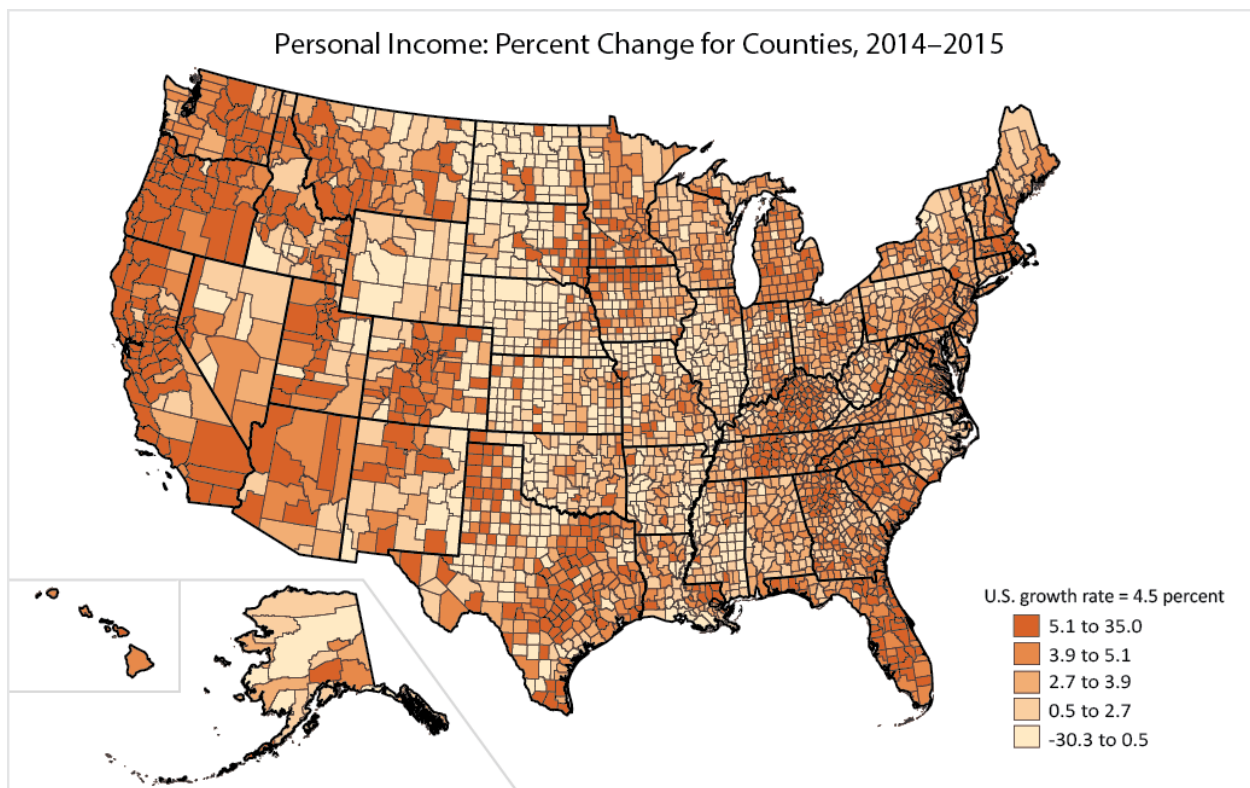 Personal Income: Percent Change for Counties, 2014–2015
U.S. growth rate = 4.5 percent
5.1 to 35.0
3.9 to 5.1
2.7 to 3.9
0.5 to 2.7
-30.3 to 0.5